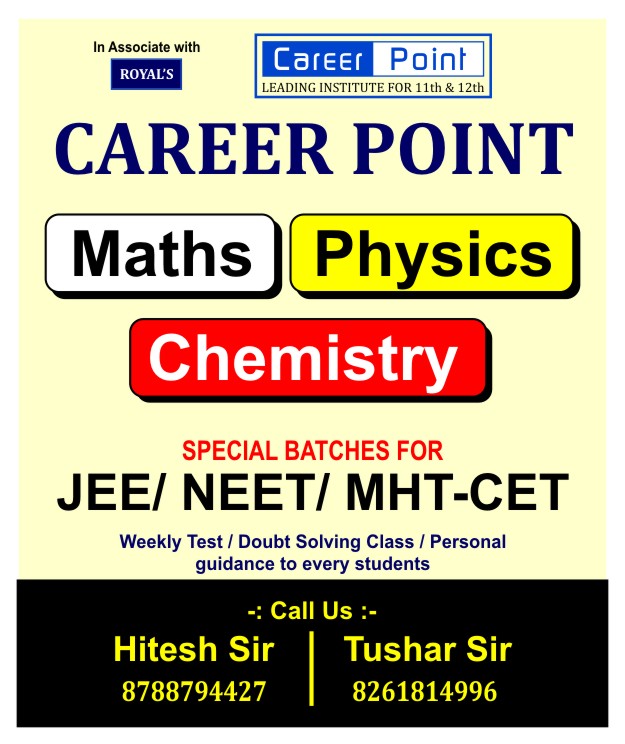 In Associate with
ROYAL'S
Career Point
LEADING INSTITUTE FOR 11th & 12th
CAREER POINT
Maths Physics
Chemistry
SPECIAL BATCHES FOR
JEE/ NEET/ MHT-CET
Weekly Test / Doubt Solving Class / Personal
guidance to every students
-: Call Us :-
Hitesh Sir Tushar Sir
8788794427 8261814996